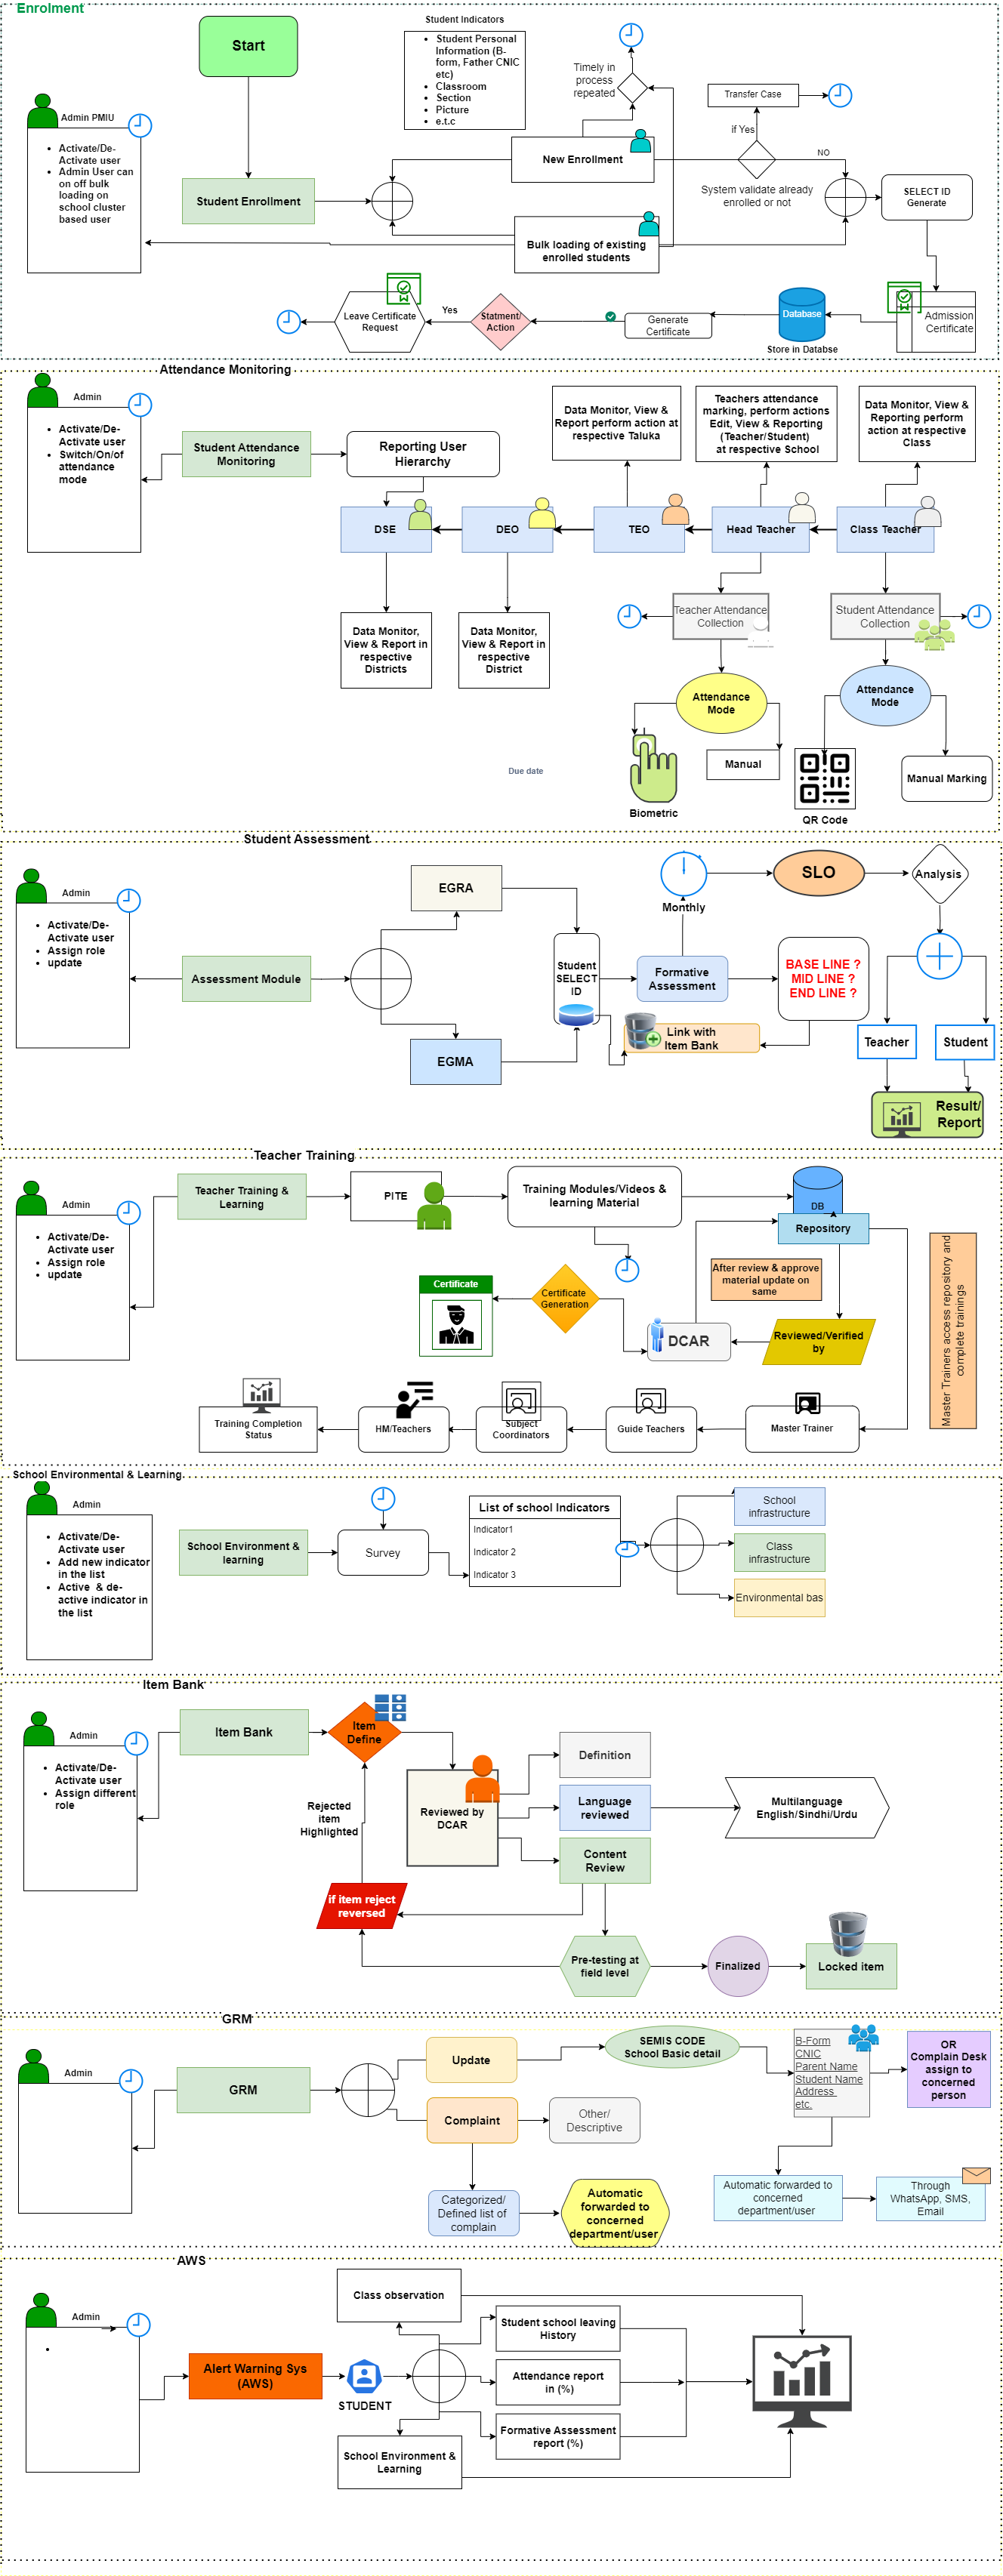 Enrolment
Start
Student Indicators
Student Personal
Information (B-
form, Father CNIC
etc)
Classroom
Section
Picture
e.t.c
Timely in
process
repeated
Transfer Case
if Yes
Admin PMIU
Activate/De-
Activate user
Admin User can
on off bulk
loading on
school cluster
based user
Student Enrollment
New Enrollment
NO
System validate already
enrolled or not
SELECT ID
Generate
Bulk loading of existing
enrolled students
Leave Certificate
Request
Yes
Statment/
Action
Generate
Certificate
Database
Store in Databse
Admission
Certificate
Attendance Monitoring
Admin
Activate/De-
Activate user
Switch/On/of
attendance
mode
Student Attendance
Monitoring
Reporting User
Hierarchy
Data Monitor, View &
Report perform action at
respective Taluka
Teachers attendance
marking, perform actions
Edit, View & Reporting
(Teacher/Student)
at respective School
Data Monitor, View &
Reporting perform
action at respective
Class
DSE
DEO
TEO
Head Teacher
Class Teacher
Data Monitor,
View & Report in
respective
Districts
Data Monitor,
View & Report in
respective
District
Teacher Attendance
Collection
Student Attendance
Collection
Attendance
Mode
Attendance
Mode
Due date
Biometric
Manual
QR Code
Manual Marking
Student Assessment
Admin
Activate/De-
Activate user
Assign role
update
Assessment Module
EGRA
EGMA
Student
SELECT
ID
Monthly
SLO
Analysis
Formative
Assessment
BASE LINE ?
MID LINE ?
END LINE ?
Link with
Item Bank
Teacher
Student
Result/
Report
Teacher Training
Admin
Activate/De-
Activate user
Assign role
update
Teacher Training &
Learning
PITE
Training Modules/Videos &
learning Material
DB
Repository
After review & approve
material update on
same
Certificate
Certificate
Generation
DCAR
Reviewed/Verified
by
Master Trainers access repository and
complete trainings
Training Completion
Status
HM/Teachers
Subject
Coordinators
Guide Teachers
Master Trainer
School Environmental & Learning
Admin
Activate/De-
Activate user
Add new indicator
in the list
Active & de-
active indicator in
the list
School Environment &
learning
Survey
List of school Indicators
Indicator1
Indicator 2
Indicator 3
School
infrastructure
Class
infrastructure
Environmental bas
Item Bank
Admin
Activate/De-
Activate user
Assign different
role
Item Bank
Item
Define
Rejected
item
Highlighted
Reviewed by
DCAR
Definition
Language
reviewed
Content
Review
Multilanguage
English/Sindhi/Urdu
if item reject
reversed
Pre-testing at
field level
Finalized
Locked item
GRM
Admin
GRM
Update
Complaint
SEMIS CODE
School Basic detail
Other/
Descriptive
B-Form
CNIC
Parent Name
Student Name
Address
etc.
OR
Complain Desk
assign to
concerned
person
Categorized/
Defined list of
complain
Automatic
forwarded to
concerned
department/user
Automatic forwarded to
concerned
department/user
Through
WhatsApp, SMS,
Email
AWS
Admin
Alert Warning Sys
(AWS)
STUDENT
Class observation
Student school leaving
History
Attendance report
in (%)
Formative Assessment
report (%)
School Environment &
Learning